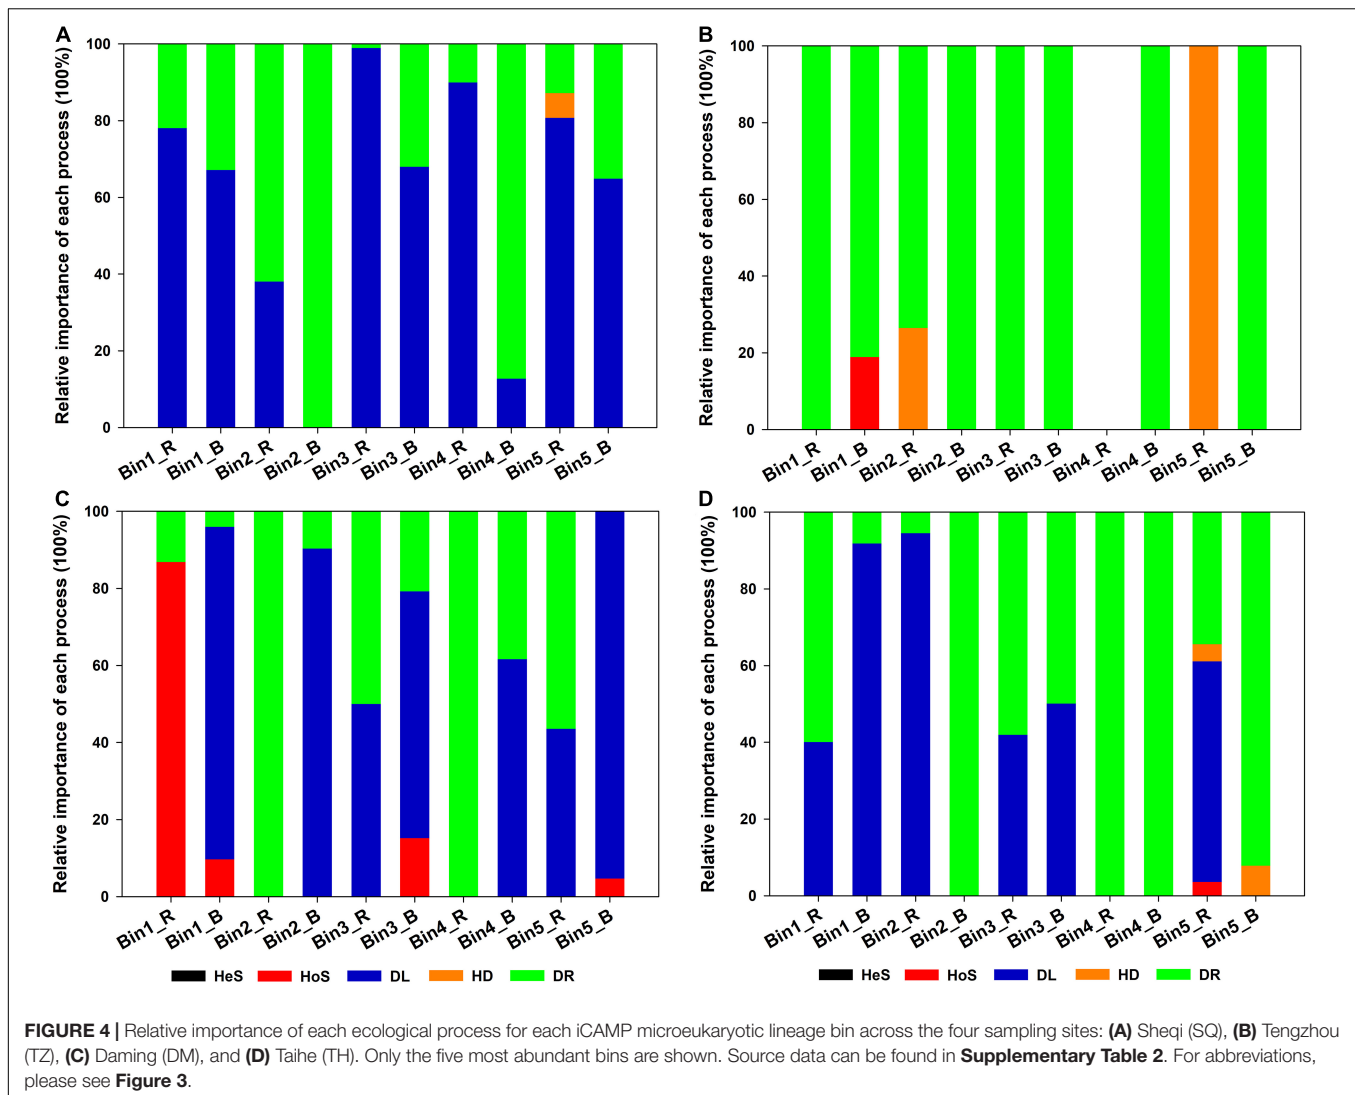 A
Relative importance of each process (100%)
100
80
60
40
20
0
Bin1_R
Bin1_B
Bin2_R
Bin2_B
Bin3_R
Bin3_B
Bin4_R
Bin4_B
Bin5_R
Bin5_B
B
Relative importance of each process (100%)
100
80
60
40
20
0
Bin1_R
Bin1_B
Bin2_R
Bin2_B
Bin3_R
Bin3_B
Bin4_R
Bin4_B
Bin5_R
Bin5_B
C
Relative importance of each process (100%)
100
80
60
40
20
0
Bin1_R
Bin1_B
Bin2_R
Bin2_B
Bin3_R
Bin3_B
Bin4_R
Bin4_B
Bin5_R
Bin5_B
HeS HoS DL HD DR
D
Relative importance of each process (100%)
100
80
60
40
20
0
Bin1_R
Bin1_B
Bin2_R
Bin2_B
Bin3_R
Bin3_B
Bin4_R
Bin4_B
Bin5_R
Bin5_B
HeS HoS DL HD DR
FIGURE 4 | Relative importance of each ecological process for each iCAMP microeukaryotic lineage bin across the four sampling sites: (A) Sheqi (SQ), (B) Tengzhou
(TZ), (C) Daming (DM), and (D) Taihe (TH). Only the five most abundant bins are shown. Source data can be found in Supplementary Table 2. For abbreviations,
please see Figure 3.